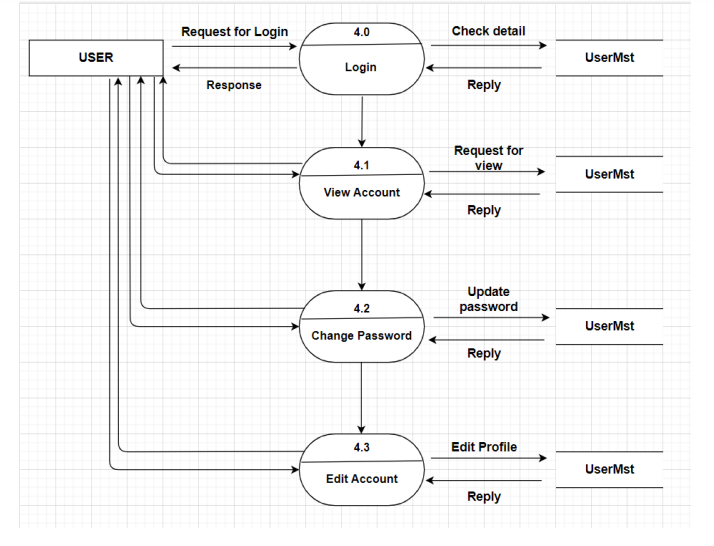 Request for Login
4.0
Check detail
USER
Login
UserMst
Response
Reply
4.1
Request for
view
View Account
UserMst
Reply
4.2
Update
password
Change Password
UserMst
Reply
4.3
Edit Profile
Edit Account
UserMst
Reply